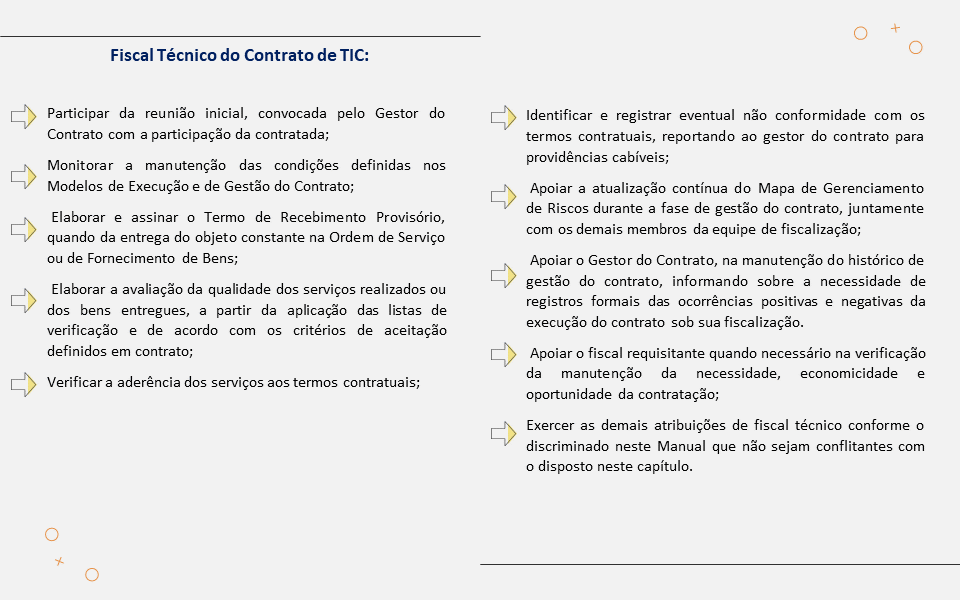 Fiscal Técnico do Contrato de TIC:
Participar da reunião inicial, convocada pelo Gestor do
Contrato com a participação da contratada;
Monitorar a manutenção das condições definidas nos
Modelos de Execução e de Gestão do Contrato;
Elaborar e assinar o Termo de Recebimento Provisório,
quando da entrega do objeto constante na Ordem de Serviço
ou de Fornecimento de Bens;
Elaborar a avaliação da qualidade dos serviços realizados ou
dos bens entregues, a partir da aplicação das listas de
verificação e de acordo com os critérios de aceitação
definidos em contrato;
Verificar a aderência dos serviços aos termos contratuais;
Identificar e registrar eventual não conformidade com os
termos contratuais, reportando ao gestor do contrato para
providências cabíveis;
Apoiar a atualização contínua do Mapa de Gerenciamento
de Riscos durante a fase de gestão do contrato, juntamente
com os demais membros da equipe de fiscalização;
Apoiar o Gestor do Contrato, na manutenção do histórico de
gestão do contrato, informando sobre a necessidade de
registros formais das ocorrências positivas e negativas da
execução do contrato sob sua fiscalização.
Apoiar o fiscal requisitante quando necessário na verificação
da manutenção da necessidade, economicidade e
oportunidade da contratação;
Exercer as demais atribuições de fiscal técnico conforme o
discriminado neste Manual que não sejam conflitantes com
o disposto neste capítulo.